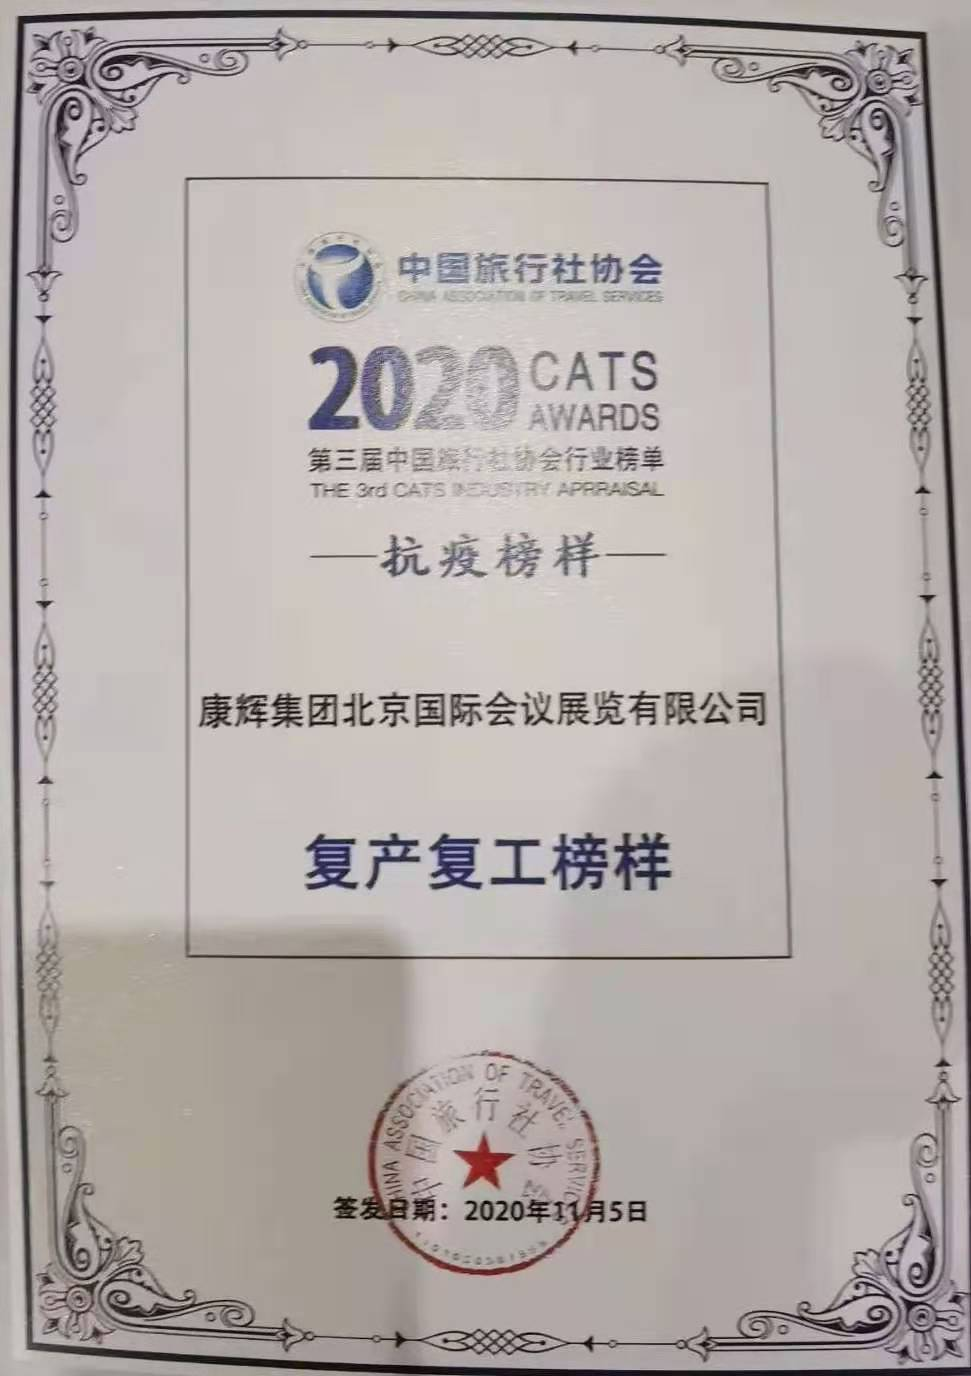 中国旅行社协会
CHINA ASSOCIATION OF TRAVEL SERVICES
2020 CATS
AWARDS
第三届中国旅行社协会行业榜单
THE 3rd CATS INDUSTRY APRRAISAL
抗疫榜样
康辉集团北京国际会议展览有限公司
复产复工榜样
CHINA ASSOCIATION OF TRAVEL SERVICES
中国旅行社协会
签发日期：2020年11月5日